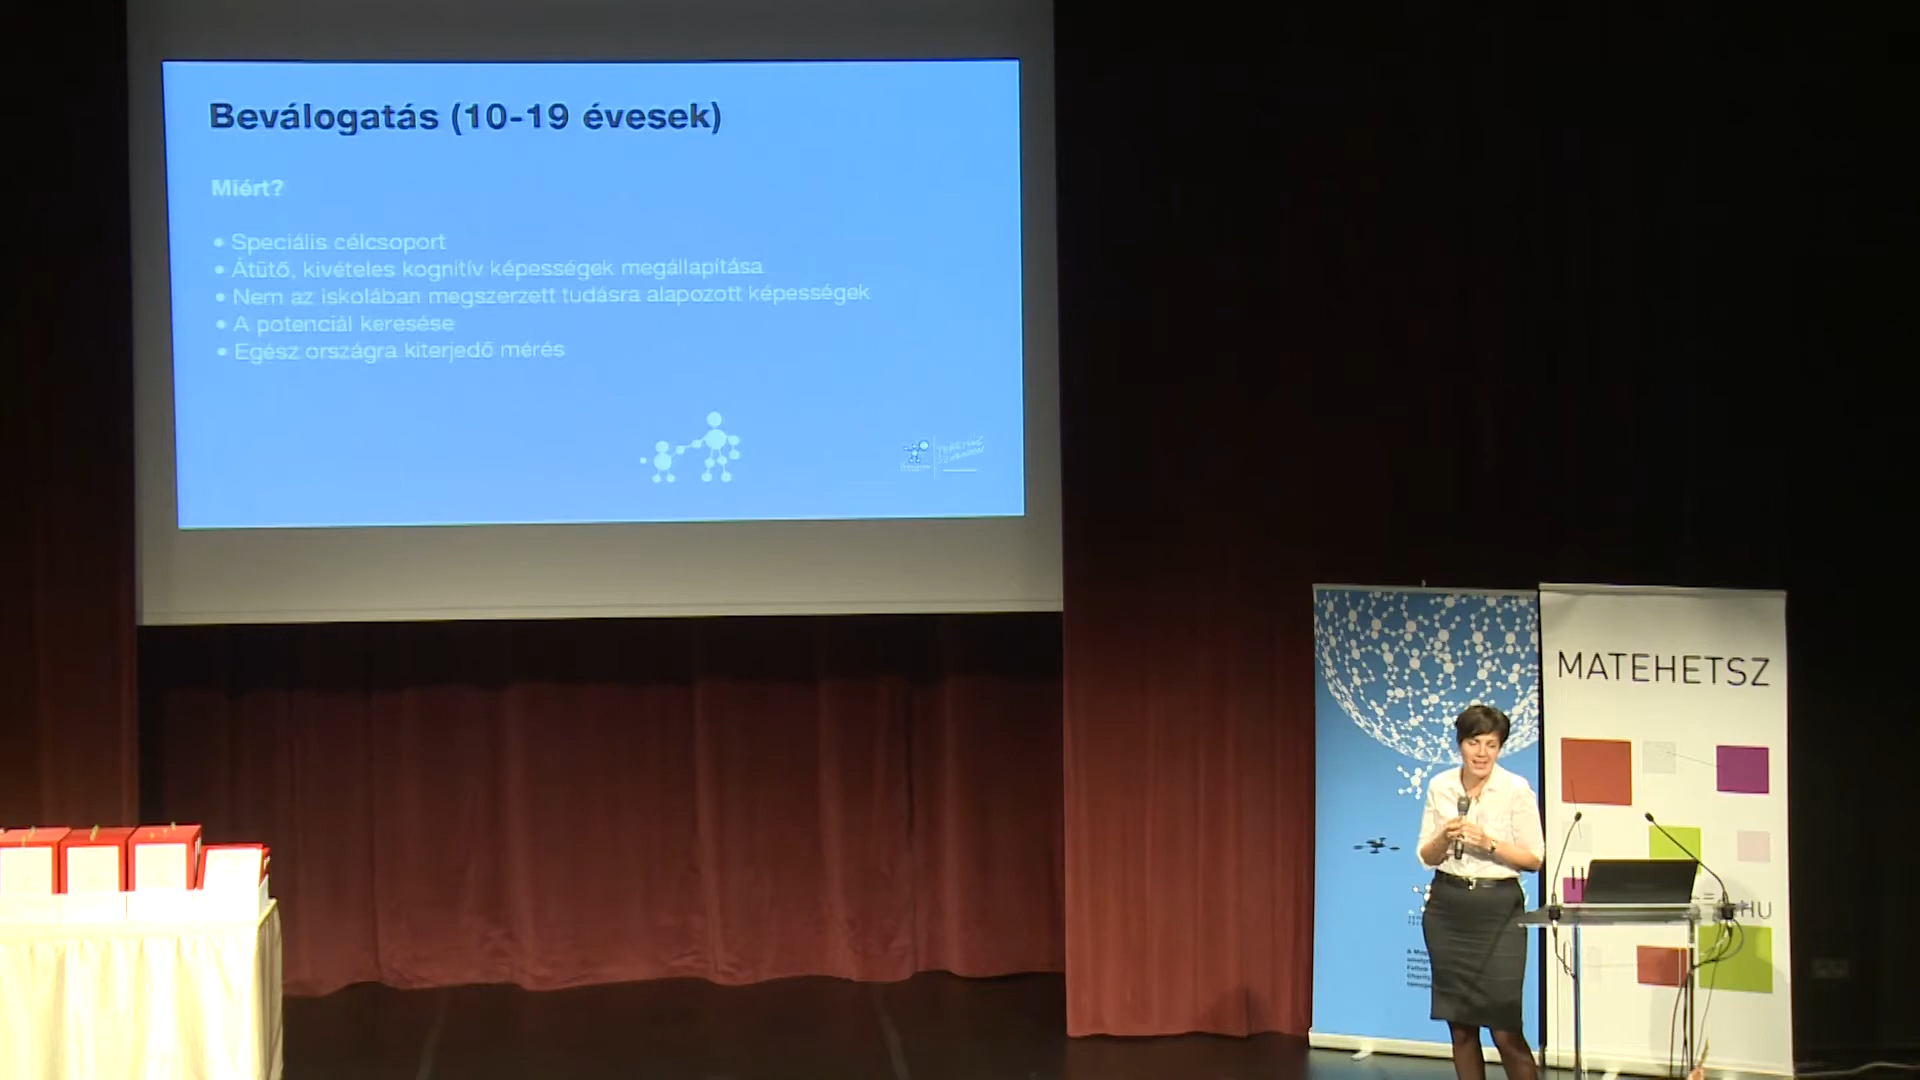 Beválogatás (10-19 évesek)
Miért?
• Speciális célcsoport
• Átütő, kivételes kognitív képességek megállapítása
• Nem az iskolában megszerzett tudásra alapozott képességek
• A potenciál keresése
• Egész országra kiterjedő mérés
MATEHETSZ
HU